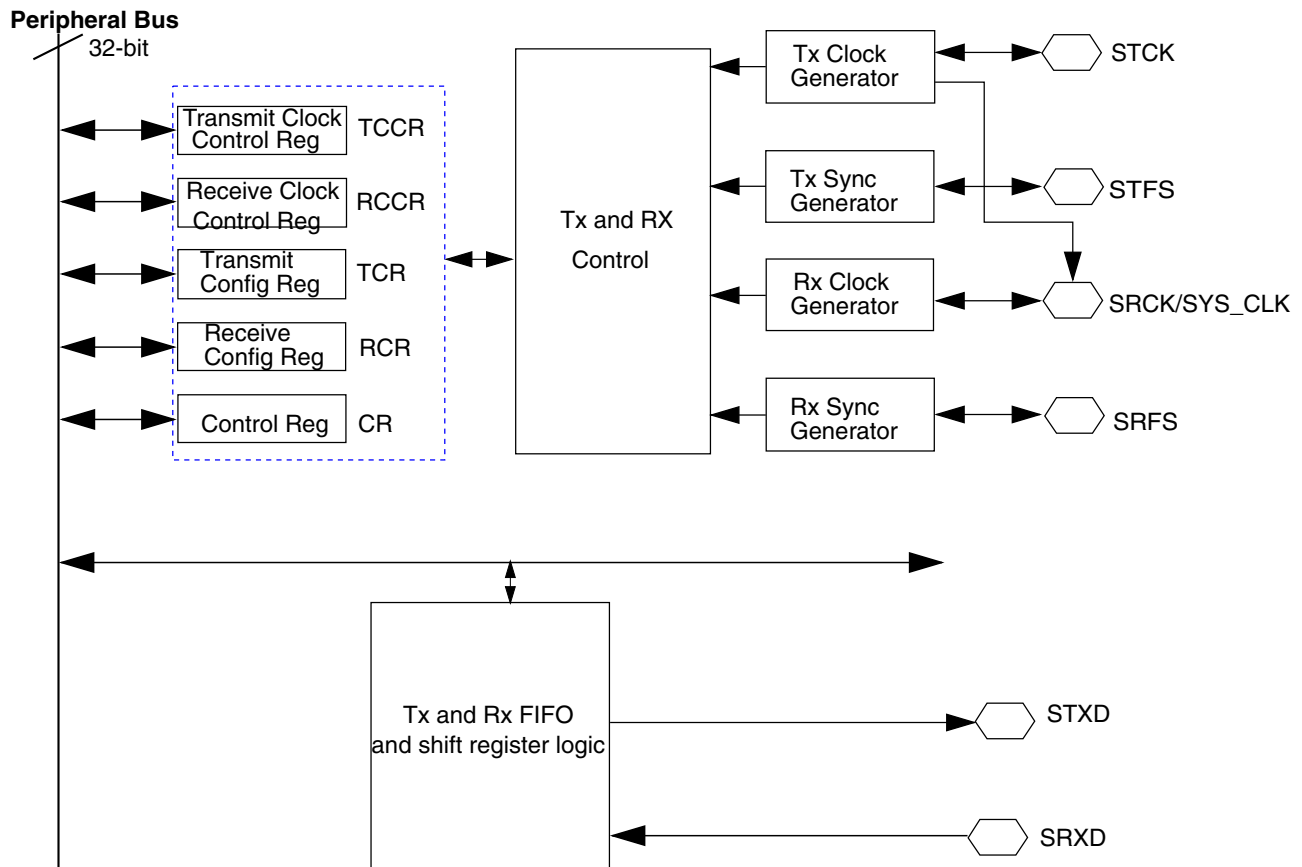 Peripheral Bus
32-bit
Transmit Clock
Control Reg
TCCR
Receive Clock
Control Reg
RCCR
Transmit
Config Reg
TCR
Receive
Config Reg
RCR
Control Reg
CR
Tx and RX
Control
Tx Clock
Generator
STCK
Tx Sync
Generator
STFS
Rx Clock
Generator
SRCK/SYS_CLK
Rx Sync
Generator
SRFS
Tx and Rx FIFO
and shift register logic
STXD
SRXD